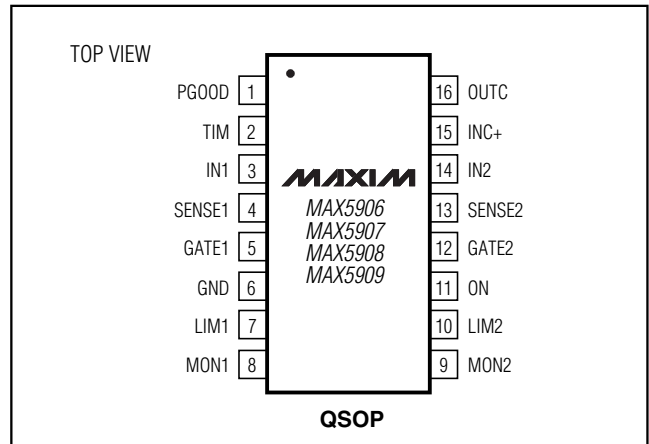 TOP VIEW
PGOOD 1
TIM 2
IN1 3
SENSE1 4
GATE1 5
GND 6
LIM1 7
MON1 8
MAXIM
MAX5906
MAX5907
MAX5908
MAX5909
16 OUTC
15 INC+
14 IN2
13 SENSE2
12 GATE2
11 ON
10 LIM2
9 MON2
QSOP